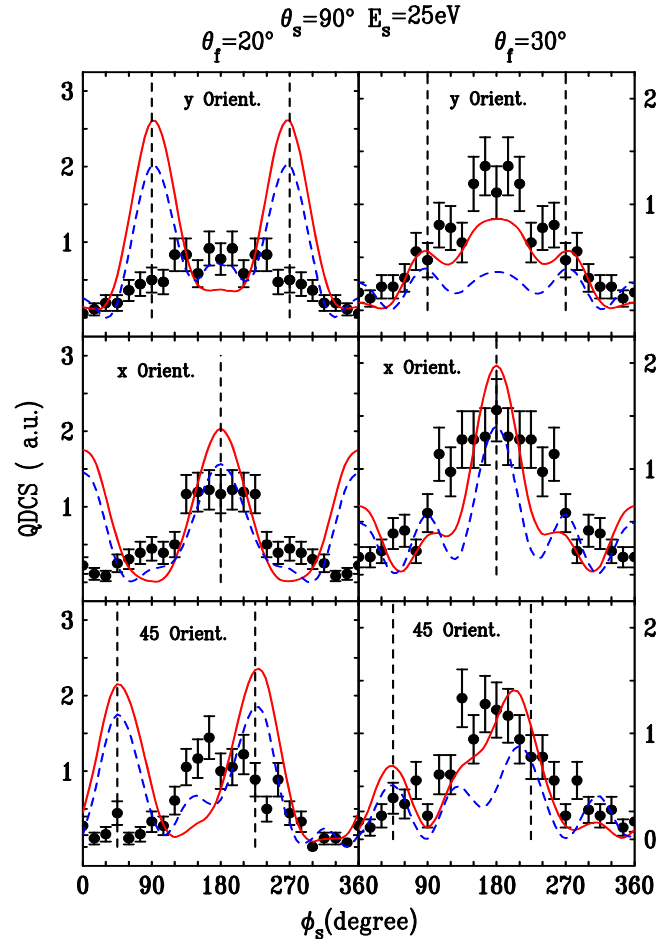 θs=90° Es=25eV
θf=20° θf=30°
3 y Orient. y Orient. 2
2
1 1
3 x Orient. x Orient. 2
2
1 1
3 45 Orient. 45 Orient. 2
2
1 1
0
0 90 180 270 360 90 180 270 360
ϕs(degree)
QDCS ( a.u.)